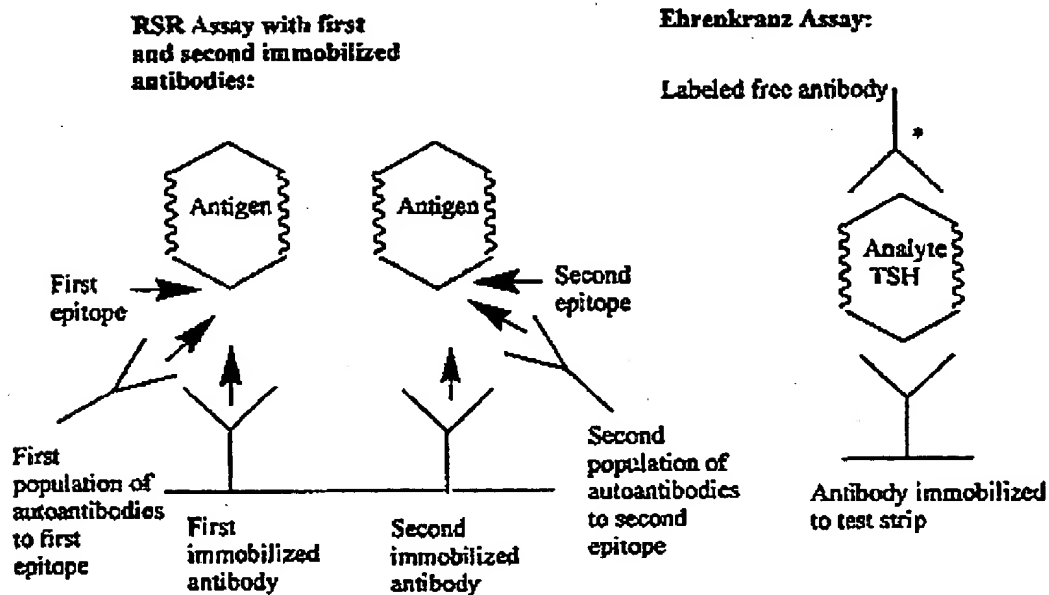 RSR Assay with first
and second immobilized
antibodies:
Antigen
Antigen
First
epitope
Second
epitope
First
population of
autoantibodies
to first
epitope
First
immobilized
antibody
Second
immobilized
antibody
Second
population of
autoantibodies
to second
epitope
Ehrenkranz Assay:
Labeled free antibody
*
Analyte
TSH
Antibody immobilized
to test strip